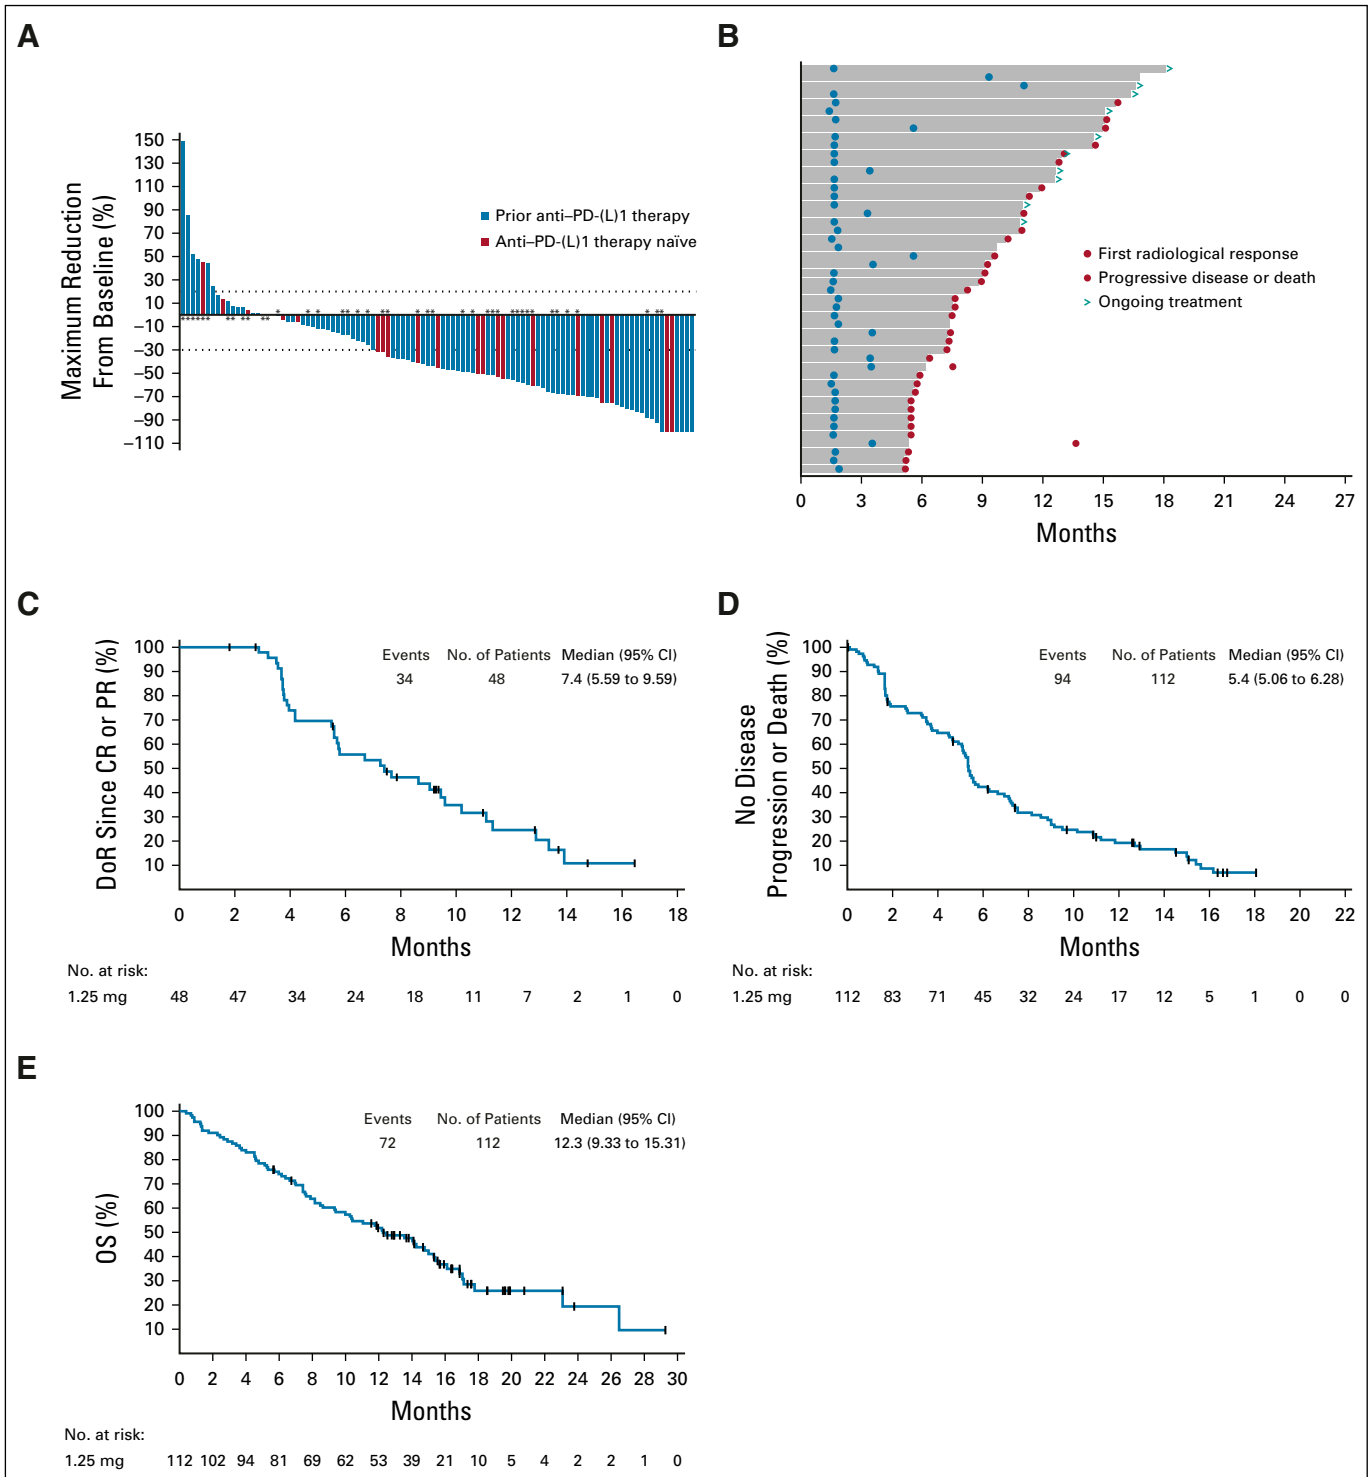 A
Maximum Reduction
From Baseline (%)
150
130
110
90
70
50
30
10
–10
–30
–50
–70
–90
–110
Prior anti–PD-(L)1 therapy
Anti–PD-(L)1 therapy naïve
B
First radiological response
Progressive disease or death
Ongoing treatment
0 3 6 9 12 15 18 21 24 27
Months
C
DoR Since CR or PR (%)
100
90
80
70
60
50
40
30
20
10
Events No. of Patients Median (95% CI)
34 48 7.4 (5.59 to 9.59)
0 2 4 6 8 10 12 14 16 18
Months
No. at risk:
1.25 mg 48 47 34 24 18 11 7 2 1 0
D
No Disease
Progression or Death (%)
100
90
80
70
60
50
40
30
20
10
Events No. of Patients Median (95% CI)
94 112 5.4 (5.06 to 6.28)
0 2 4 6 8 10 12 14 16 18 20 22
Months
No. at risk:
1.25 mg 112 83 71 45 32 24 17 12 5 1 0 0
E
OS (%)
100
90
80
70
60
50
40
30
20
10
Events No. of Patients Median (95% CI)
72 112 12.3 (9.33 to 15.31)
0 2 4 6 8 10 12 14 16 18 20 22 24 26 28 30
Months
No. at risk:
1.25 mg 112 102 94 81 69 62 53 39 21 10 5 4 2 2 1 0